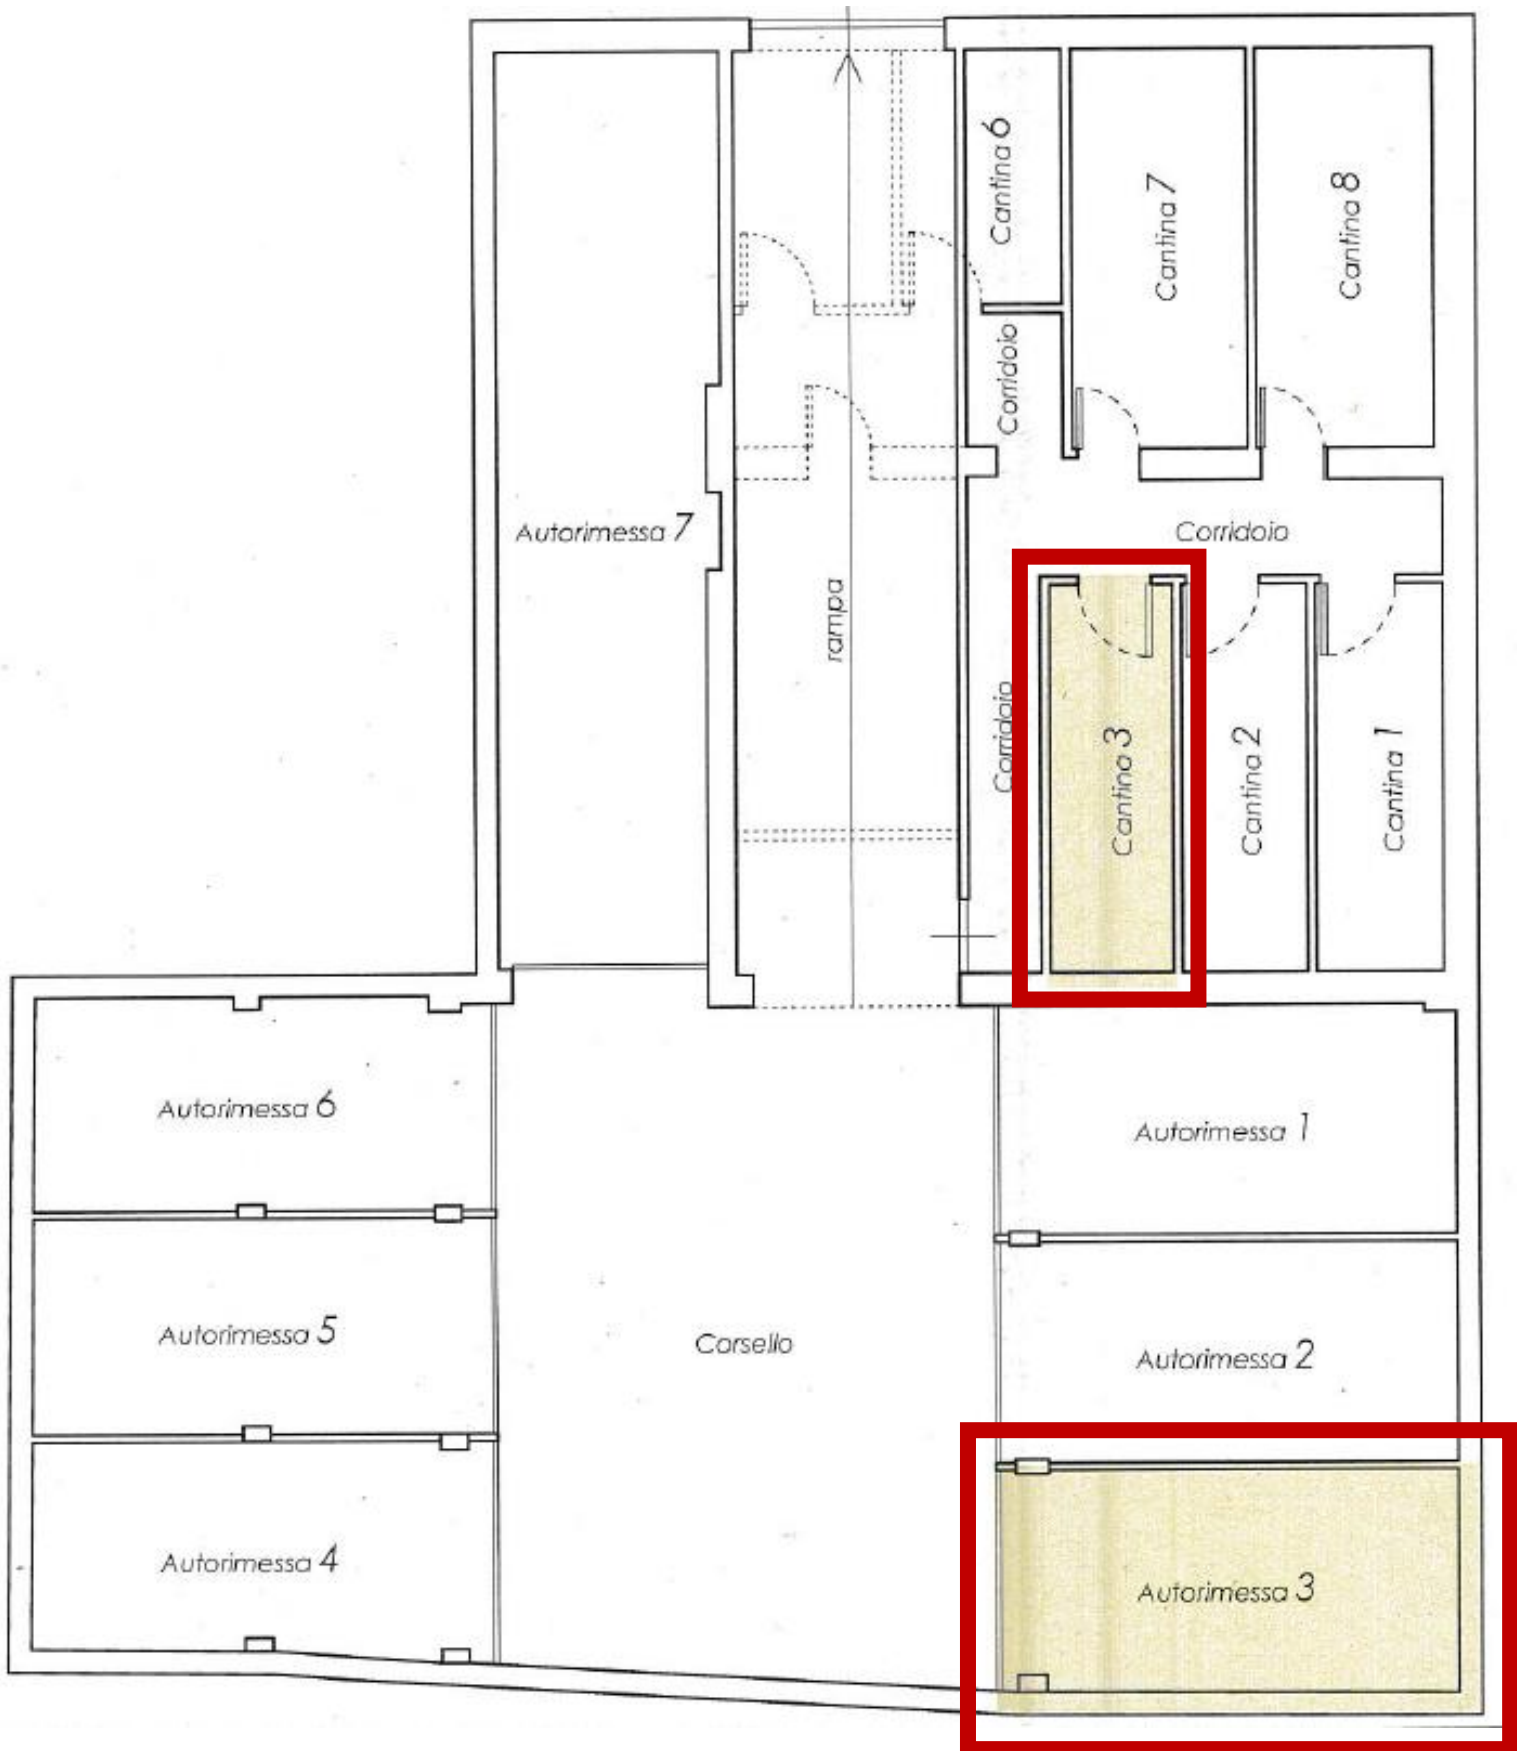 Cantina 6
Cantina 7
Cantina 8
Corridoio
Autorimessa 7
Corridoio
rampa
Corridoio
Cantina 3
Cantina 2
Cantina 1
Autorimessa 6
Autorimessa 1
Autorimessa 5
Corsello
Autorimessa 2
Autorimessa 4
Autorimessa 3